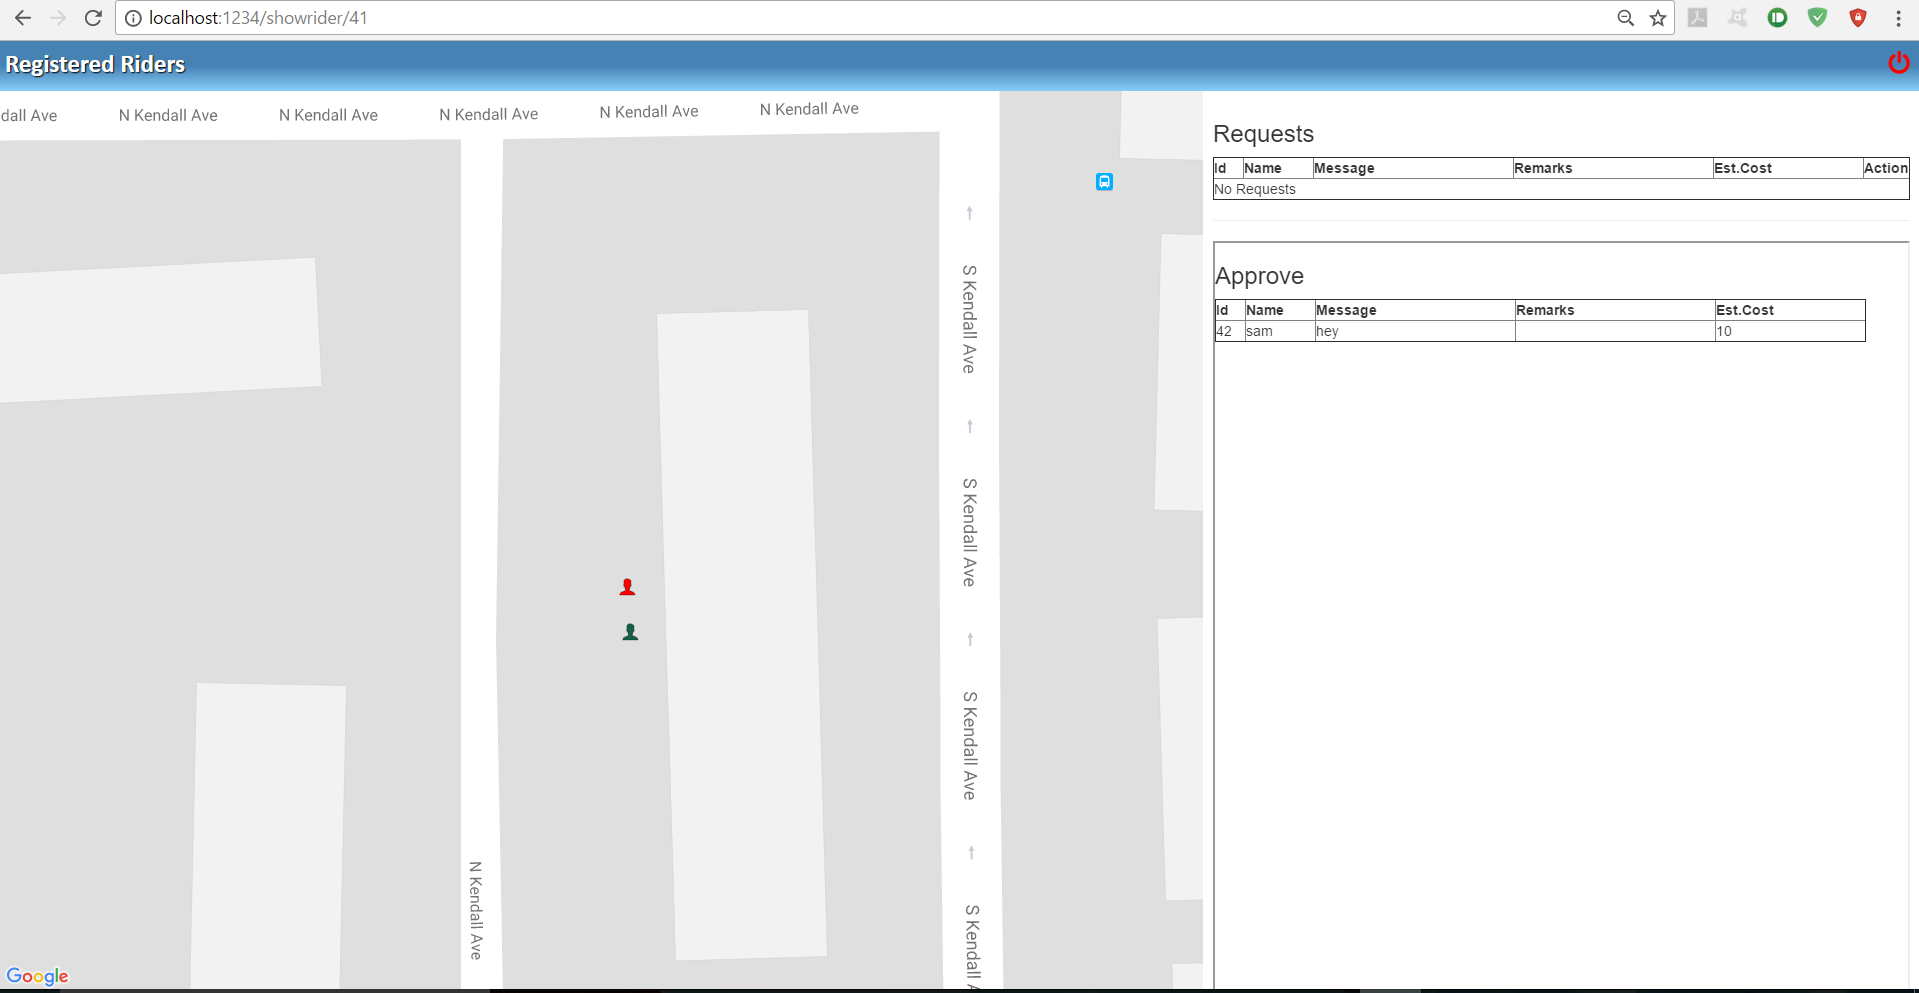 localhost:1234/showrider/41
Registered Riders
dall Ave
N Kendall Ave
N Kendall Ave
N Kendall Ave
N Kendall Ave
N Kendall Ave
S Kendall Ave
S Kendall Ave
S Kendall Ave
S Kendall A
N Kendall Ave
Google
Requests
Id Name Message Remarks Est.Cost Action
No Requests
Approve
Id Name Message Remarks Est.Cost
42 sam hey 10